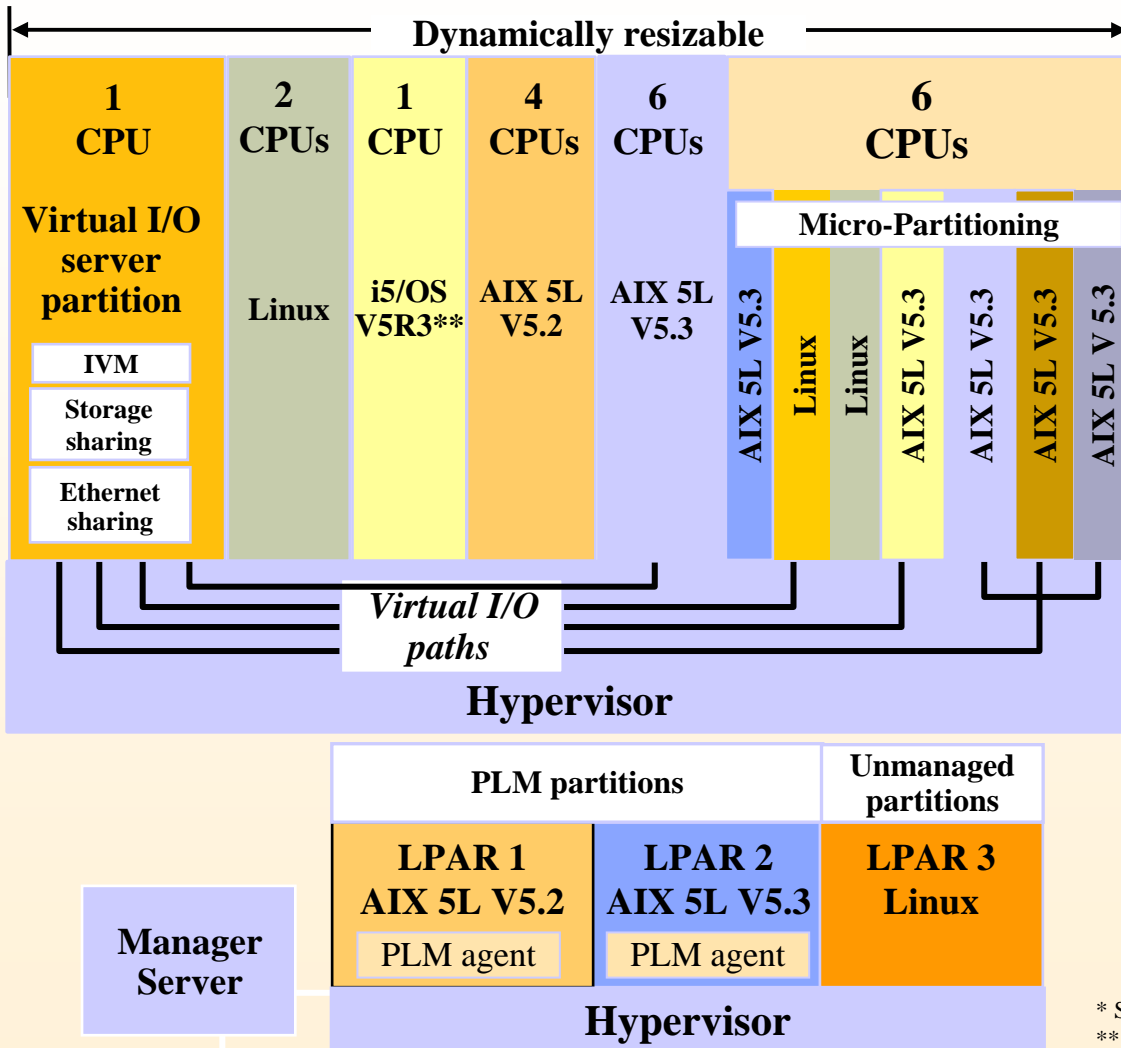 Dynamically resizable
1
CPU
2
CPUs
1
CPU
4
CPUs
6
CPUs
6
CPUs
Virtual I/O
server
partition
Linux
i5/OS
V5R3**
AIX 5L
V5.2
AIX 5L
V5.3
Micro-Partitioning
AIX 5L V5.3
Linux
Linux
AIX 5L V5.3
AIX 5L V5.3
AIX 5L V5.3
AIX 5L V 5.3
IVM
Storage
sharing
Ethernet
sharing
Virtual I/O
paths
Hypervisor
PLM partitions
Unmanaged
partitions
LPAR 1
AIX 5L V5.2
PLM agent
LPAR 2
AIX 5L V5.3
PLM agent
LPAR 3
Linux
Manager
Server
Hypervisor
*
**